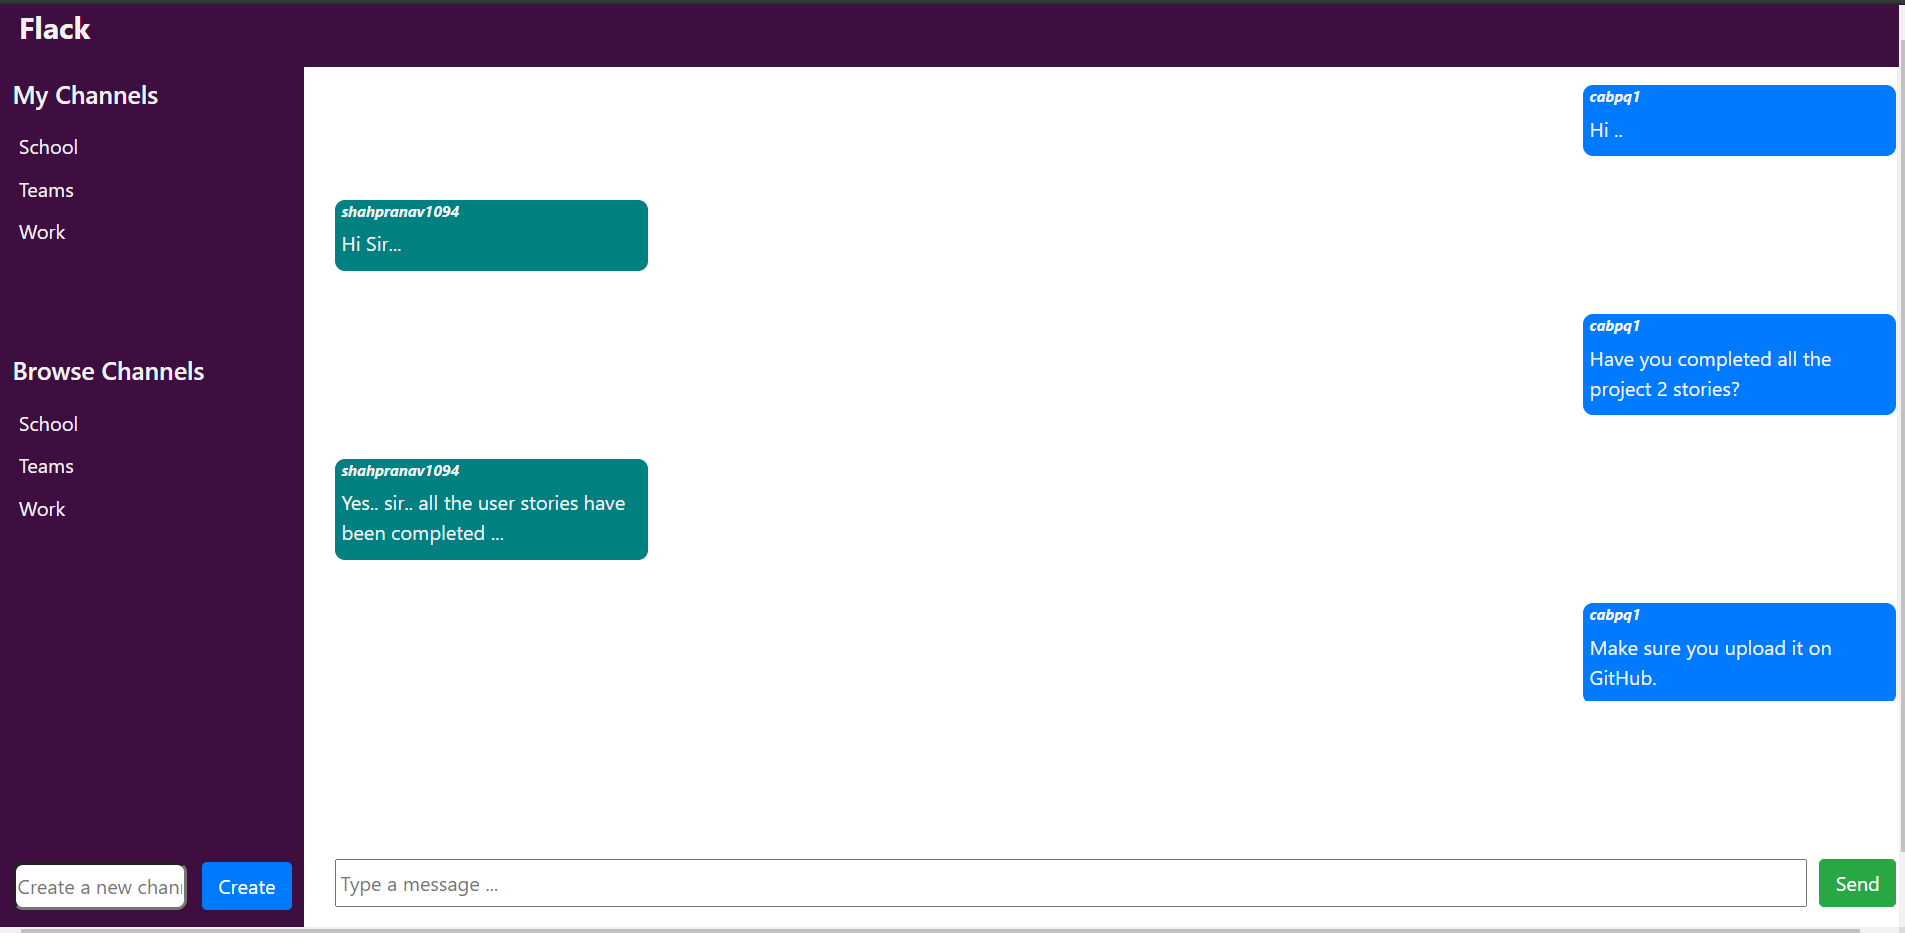 Flack
My Channels
School
Teams
Work
Browse Channels
School
Teams
Work
Create a new chan
Create
cabpq1
Hi ..
shahpranav1094
Hi Sir...
cabpq1
Have you completed all the
project 2 stories?
shahpranav1094
Yes.. sir.. all the user stories have
been completed ...
cabpq1
Make sure you upload it on
GitHub.
Type a message ...
Send